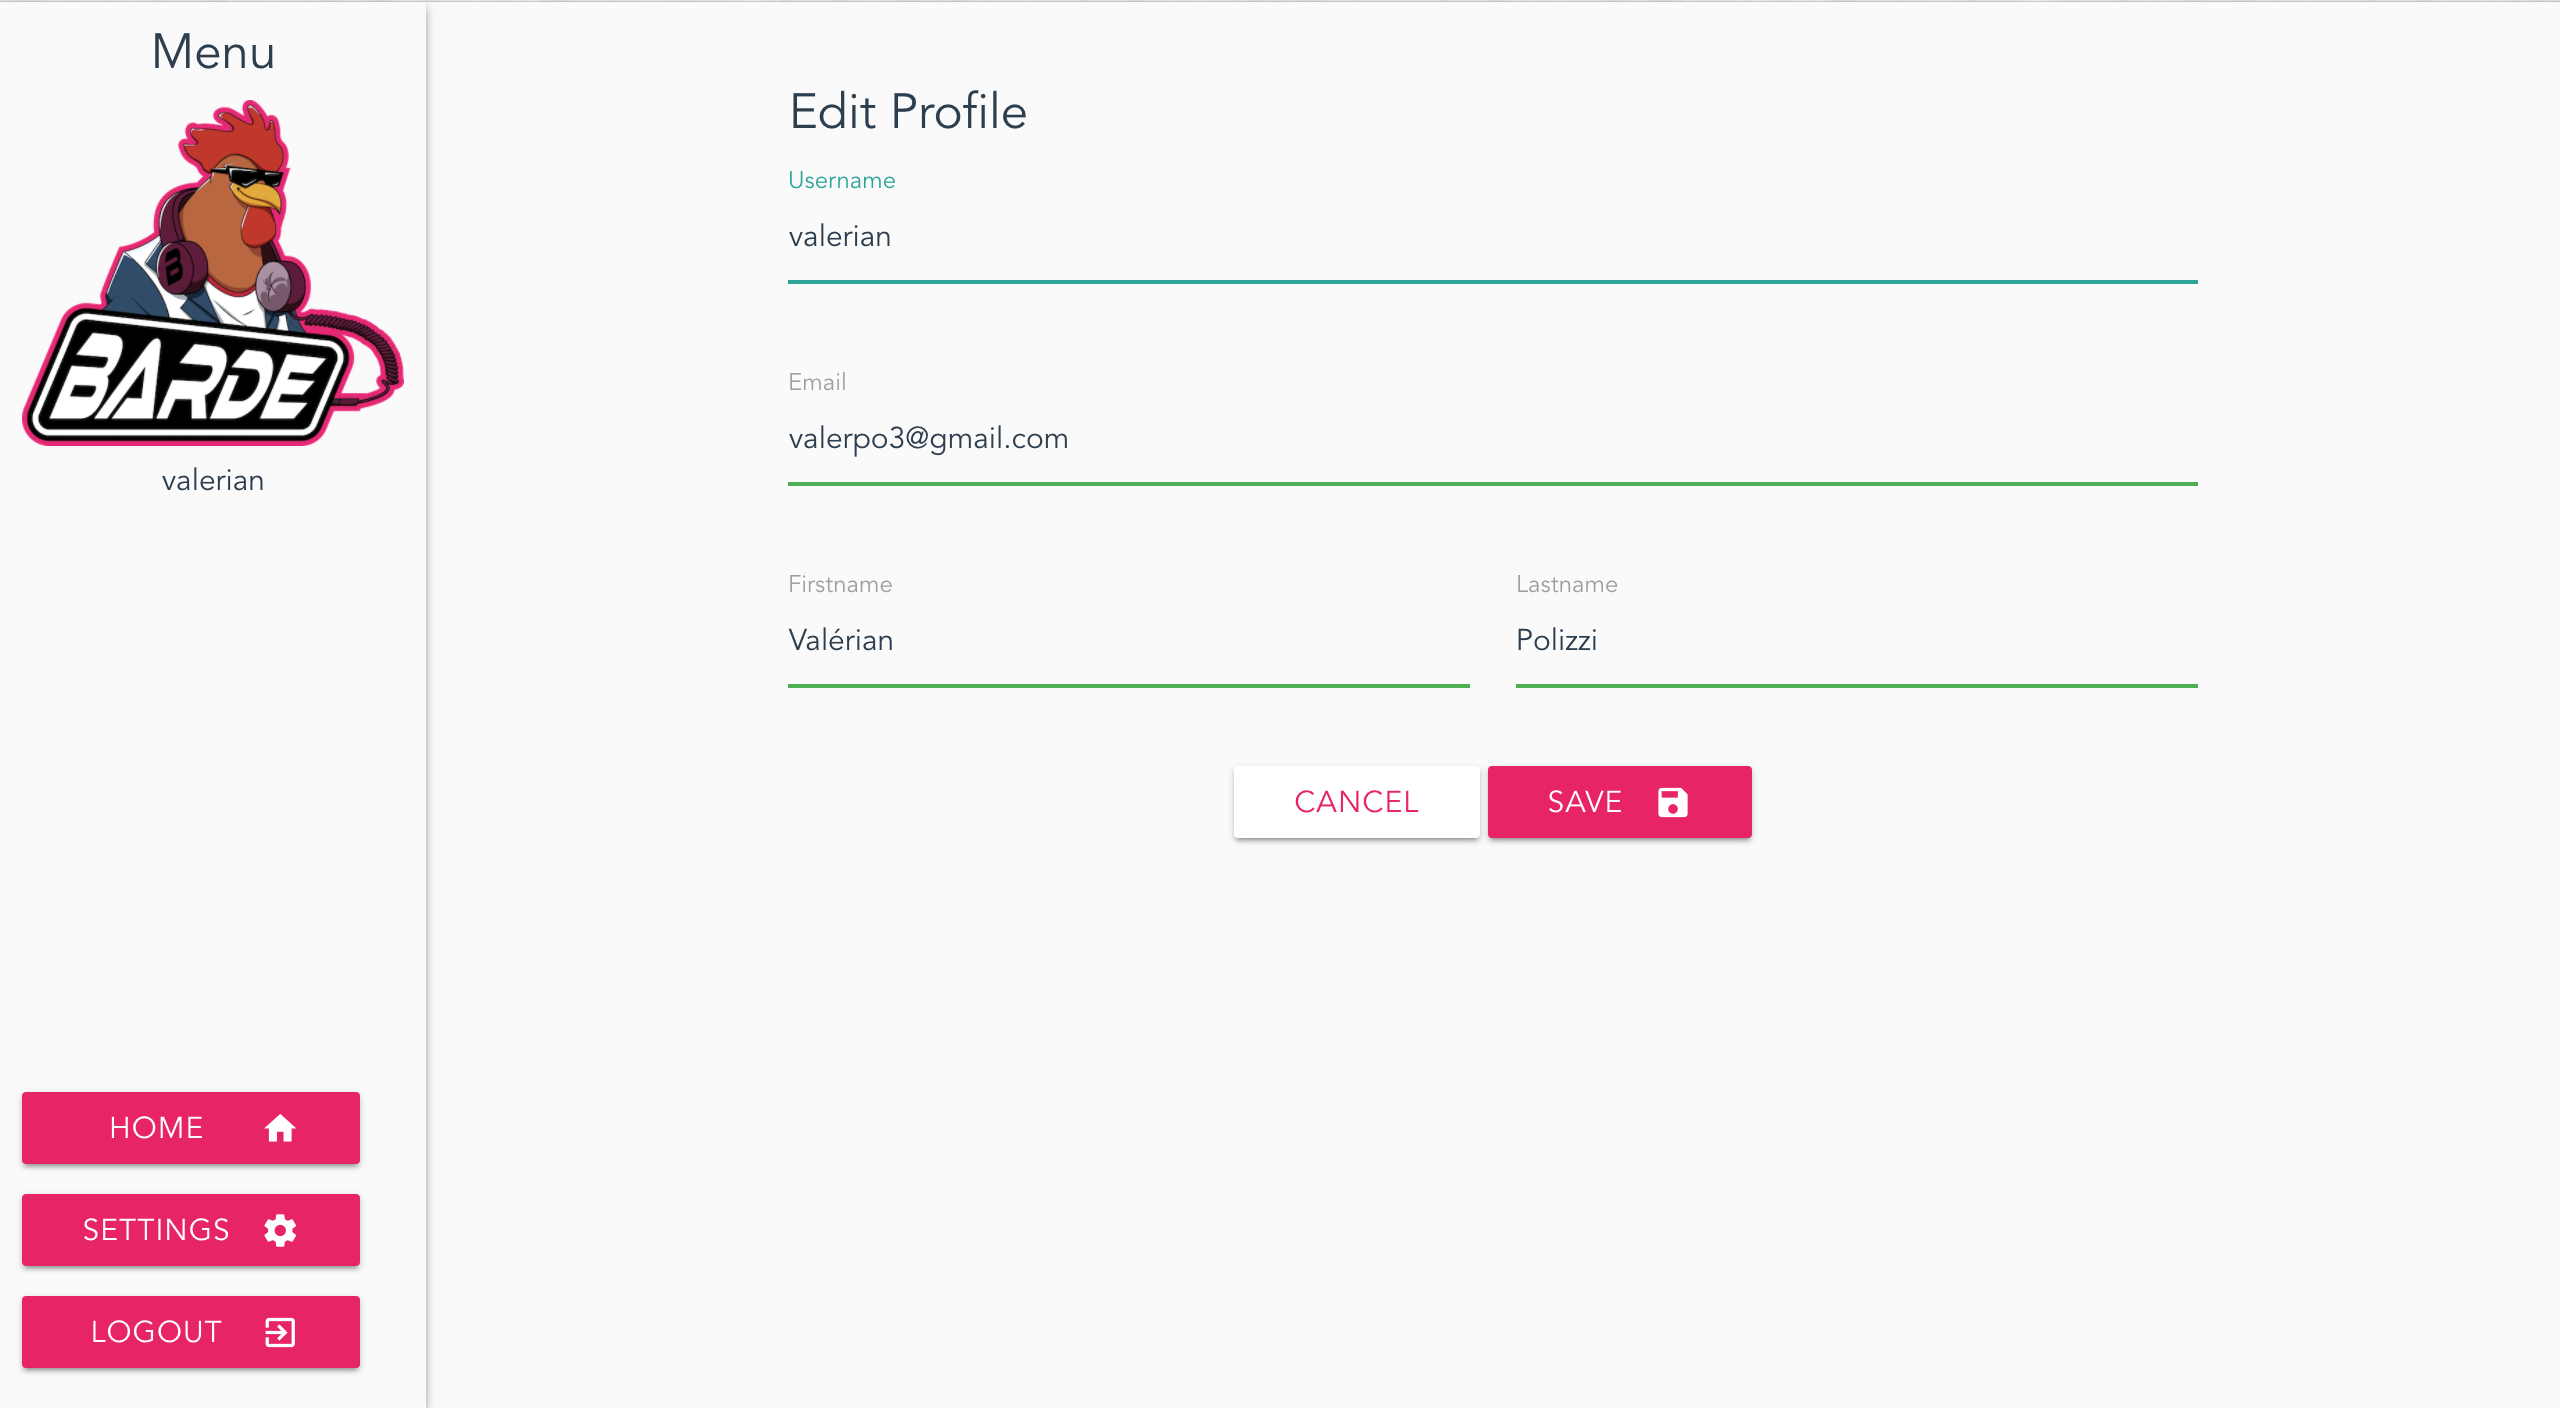 Menu
B
BARDE
valerian
HOME
SETTINGS
LOGOUT
Edit Profile
Username
valerian
Email
valerpo3@gmail.com
Firstname Lastname
Valérian Polizzi
CANCEL SAVE